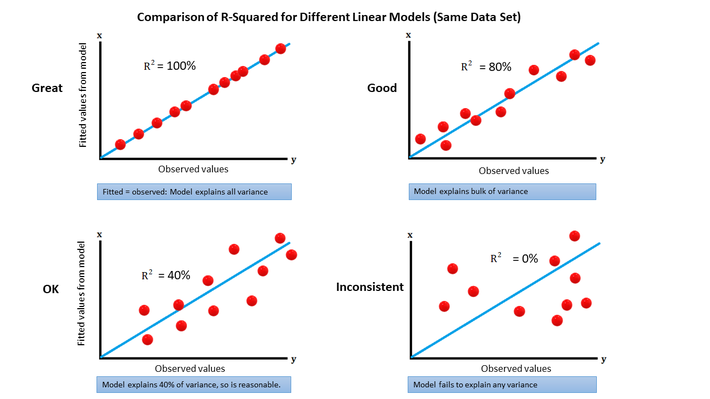 Comparison of R-Squared for Different Linear Models (Same Data Set)
x
Great
Fitted values from model
R² = 100%
y
Observed values
Fitted = observed: Model explains all variance
x
Good
R² = 80%
y
Observed values
Model explains bulk of variance
x
OK
Fitted values from model
R² = 40%
y
Observed values
Model explains 40% of variance, so is reasonable.
x
Inconsistent
R² = 0%
y
Observed values
Model fails to explain any variance